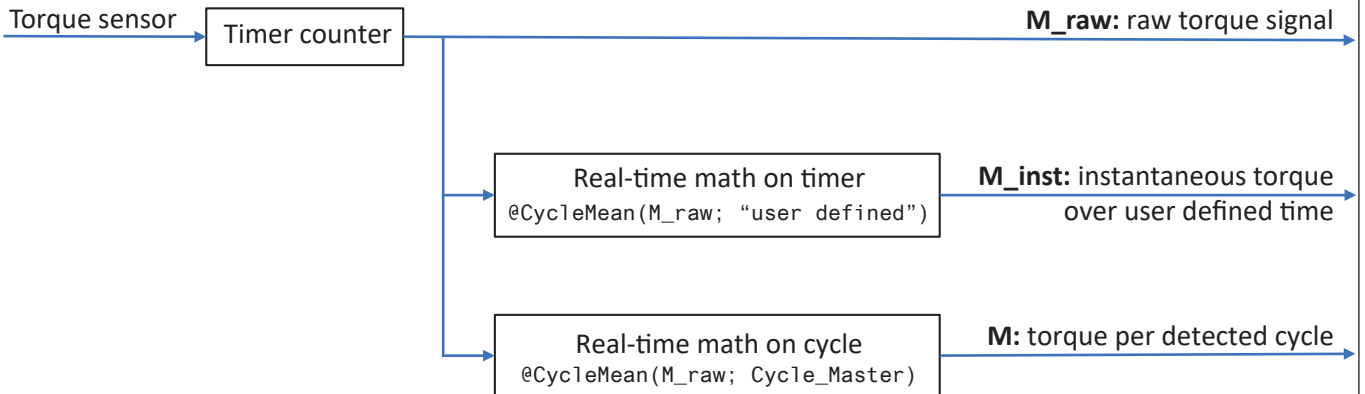 Torque sensor
Timer counter
M_raw: raw torque signal
Real-time math on timer
@CycleMean(M_raw; “user defined”)
M_inst: instantaneous torque
over user defined time
Real-time math on cycle
@CycleMean(M_raw; Cycle_Master)
M: torque per detected cycle